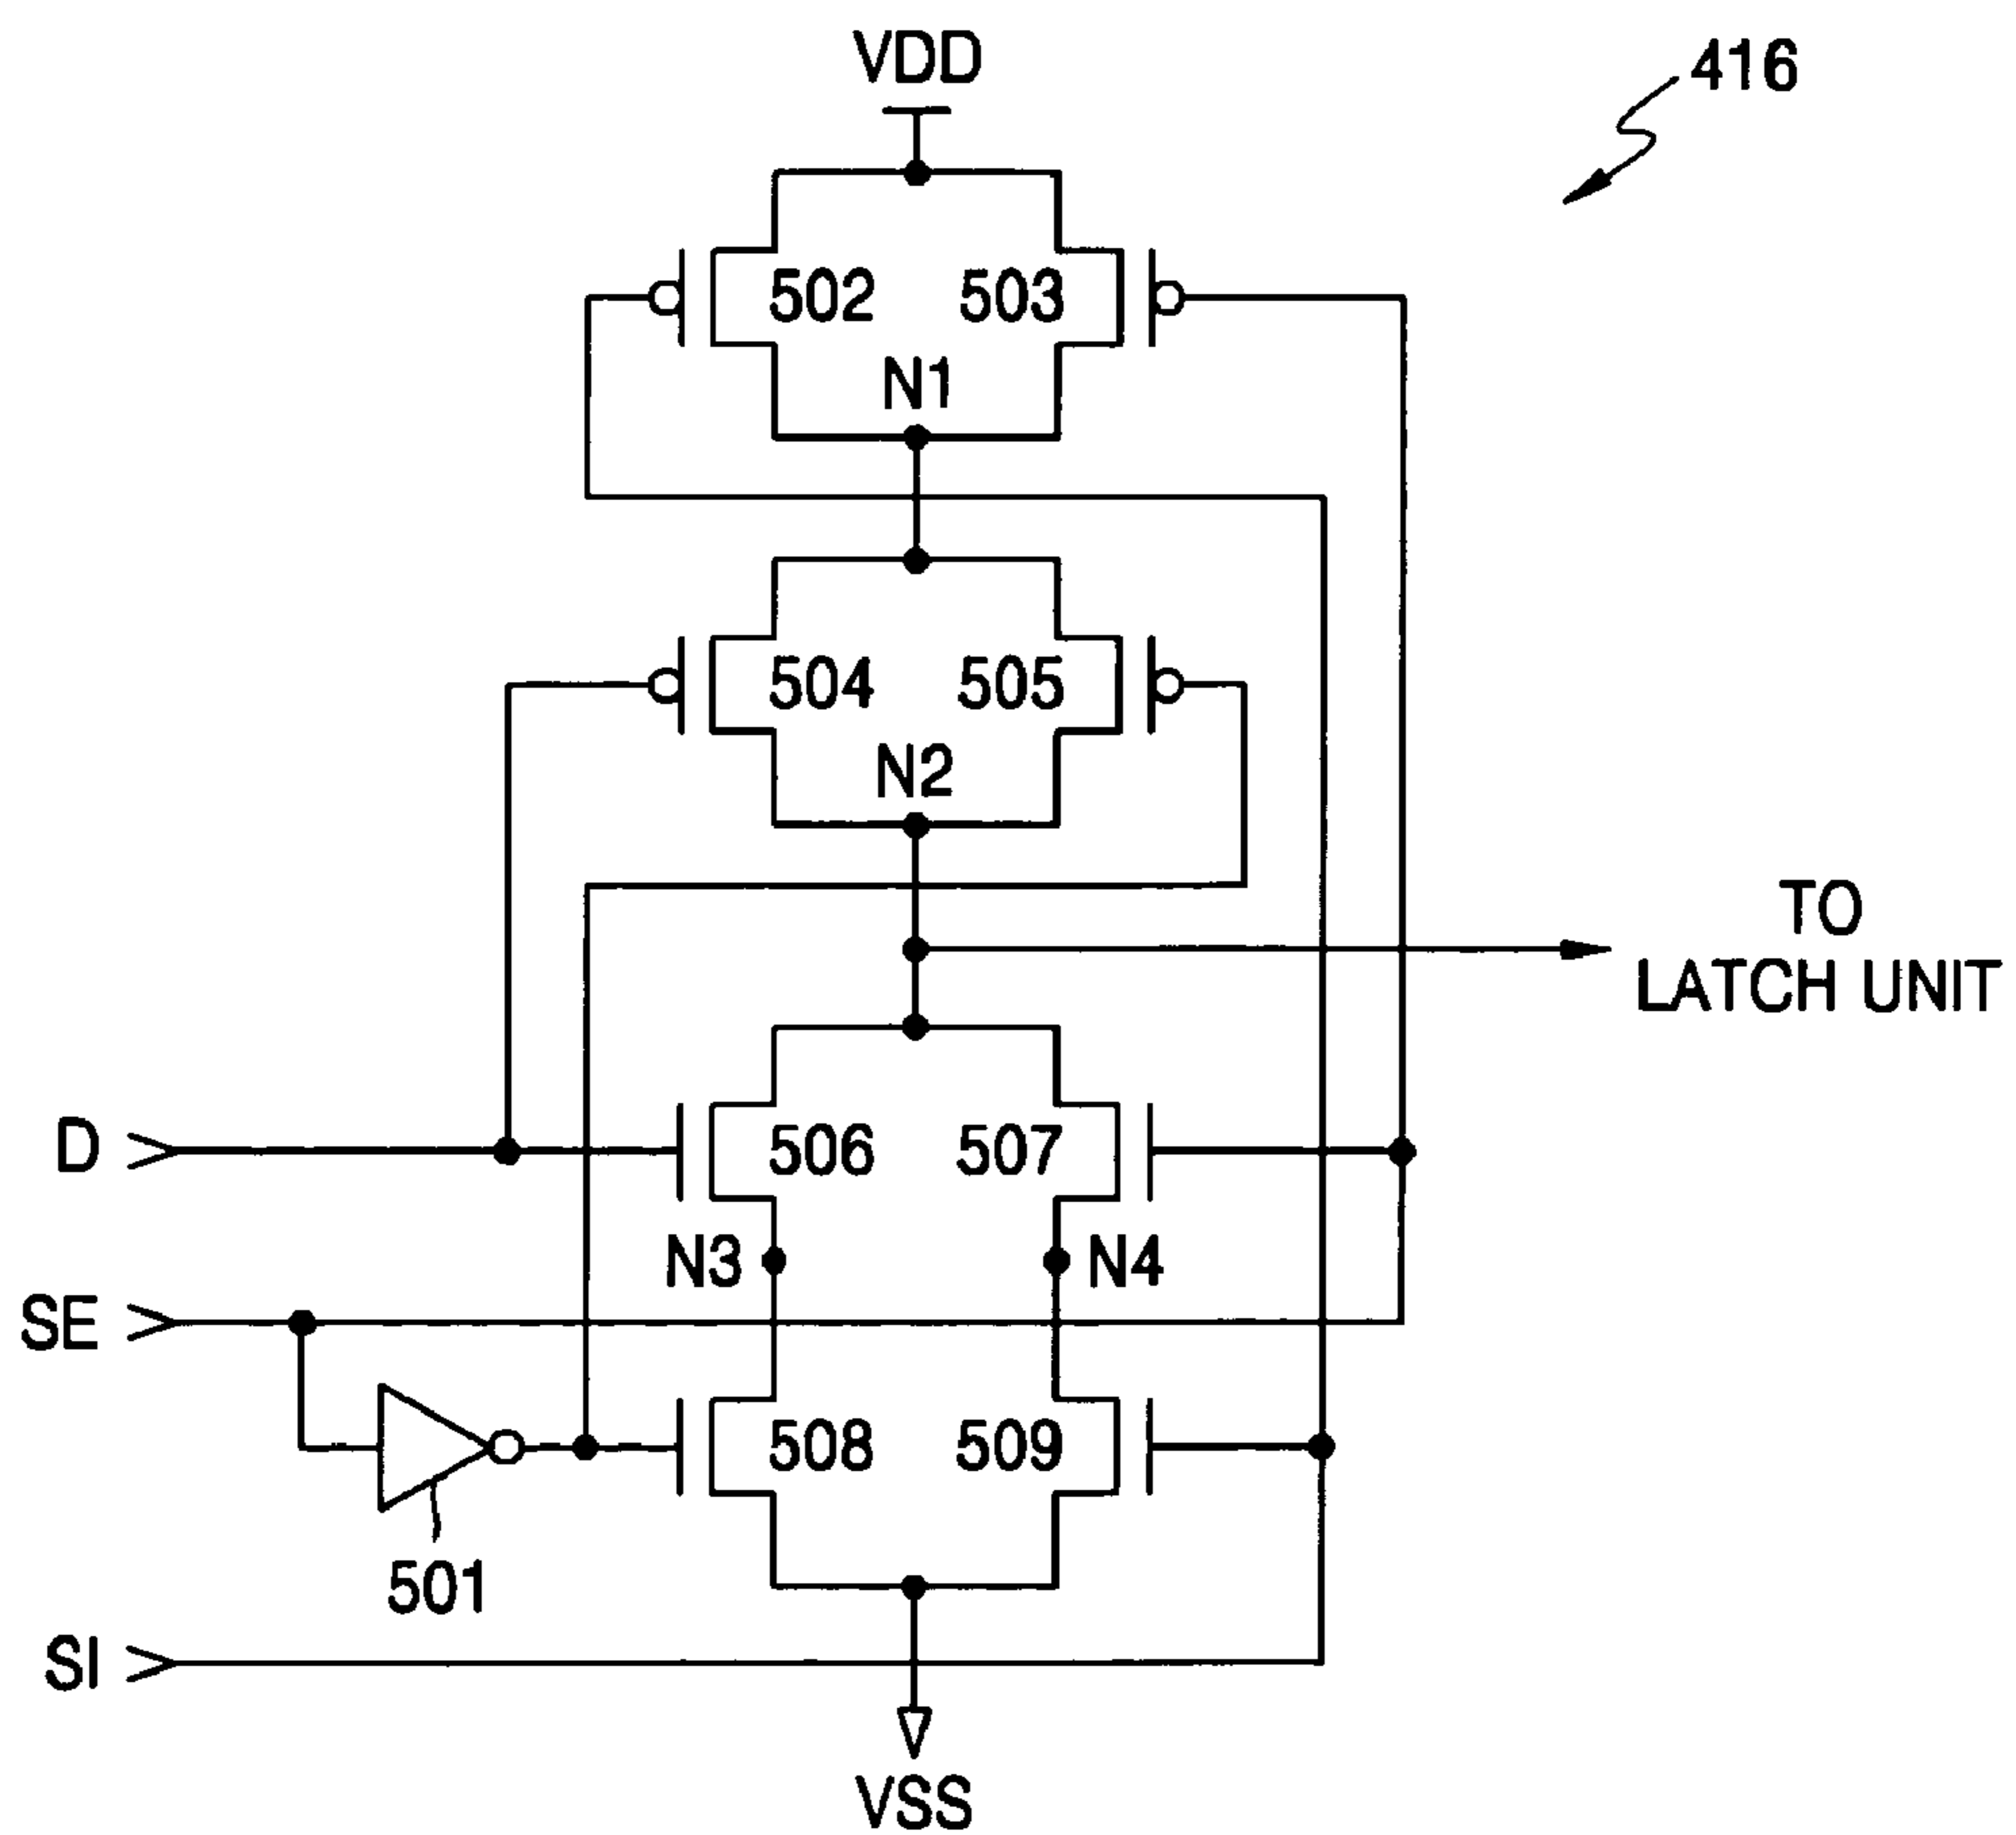 VDD
416
502
503
N1
504
505
N2
TO
LATCH UNIT
D
506
507
N3
N4
SE
508
509
501
SI
VSS